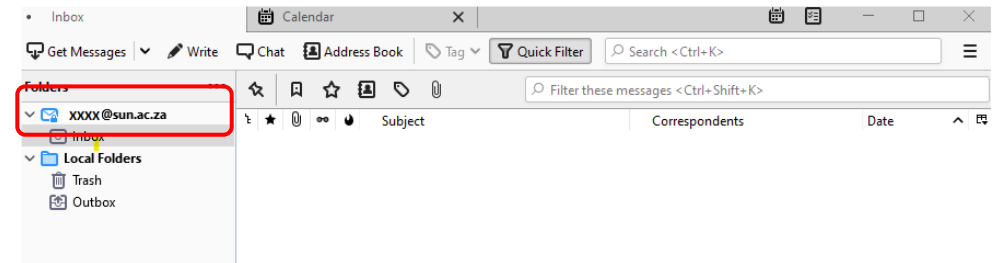 Inbox
Calendar
Get Messages Write Chat Address Book Tag Quick Filter Search <Ctrl+K>
Folders
Filter these messages <Ctrl+Shift+K>
xxxx@sun.ac.za
Subject Correspondents Date
Inbox
Local Folders
Trash
Outbox